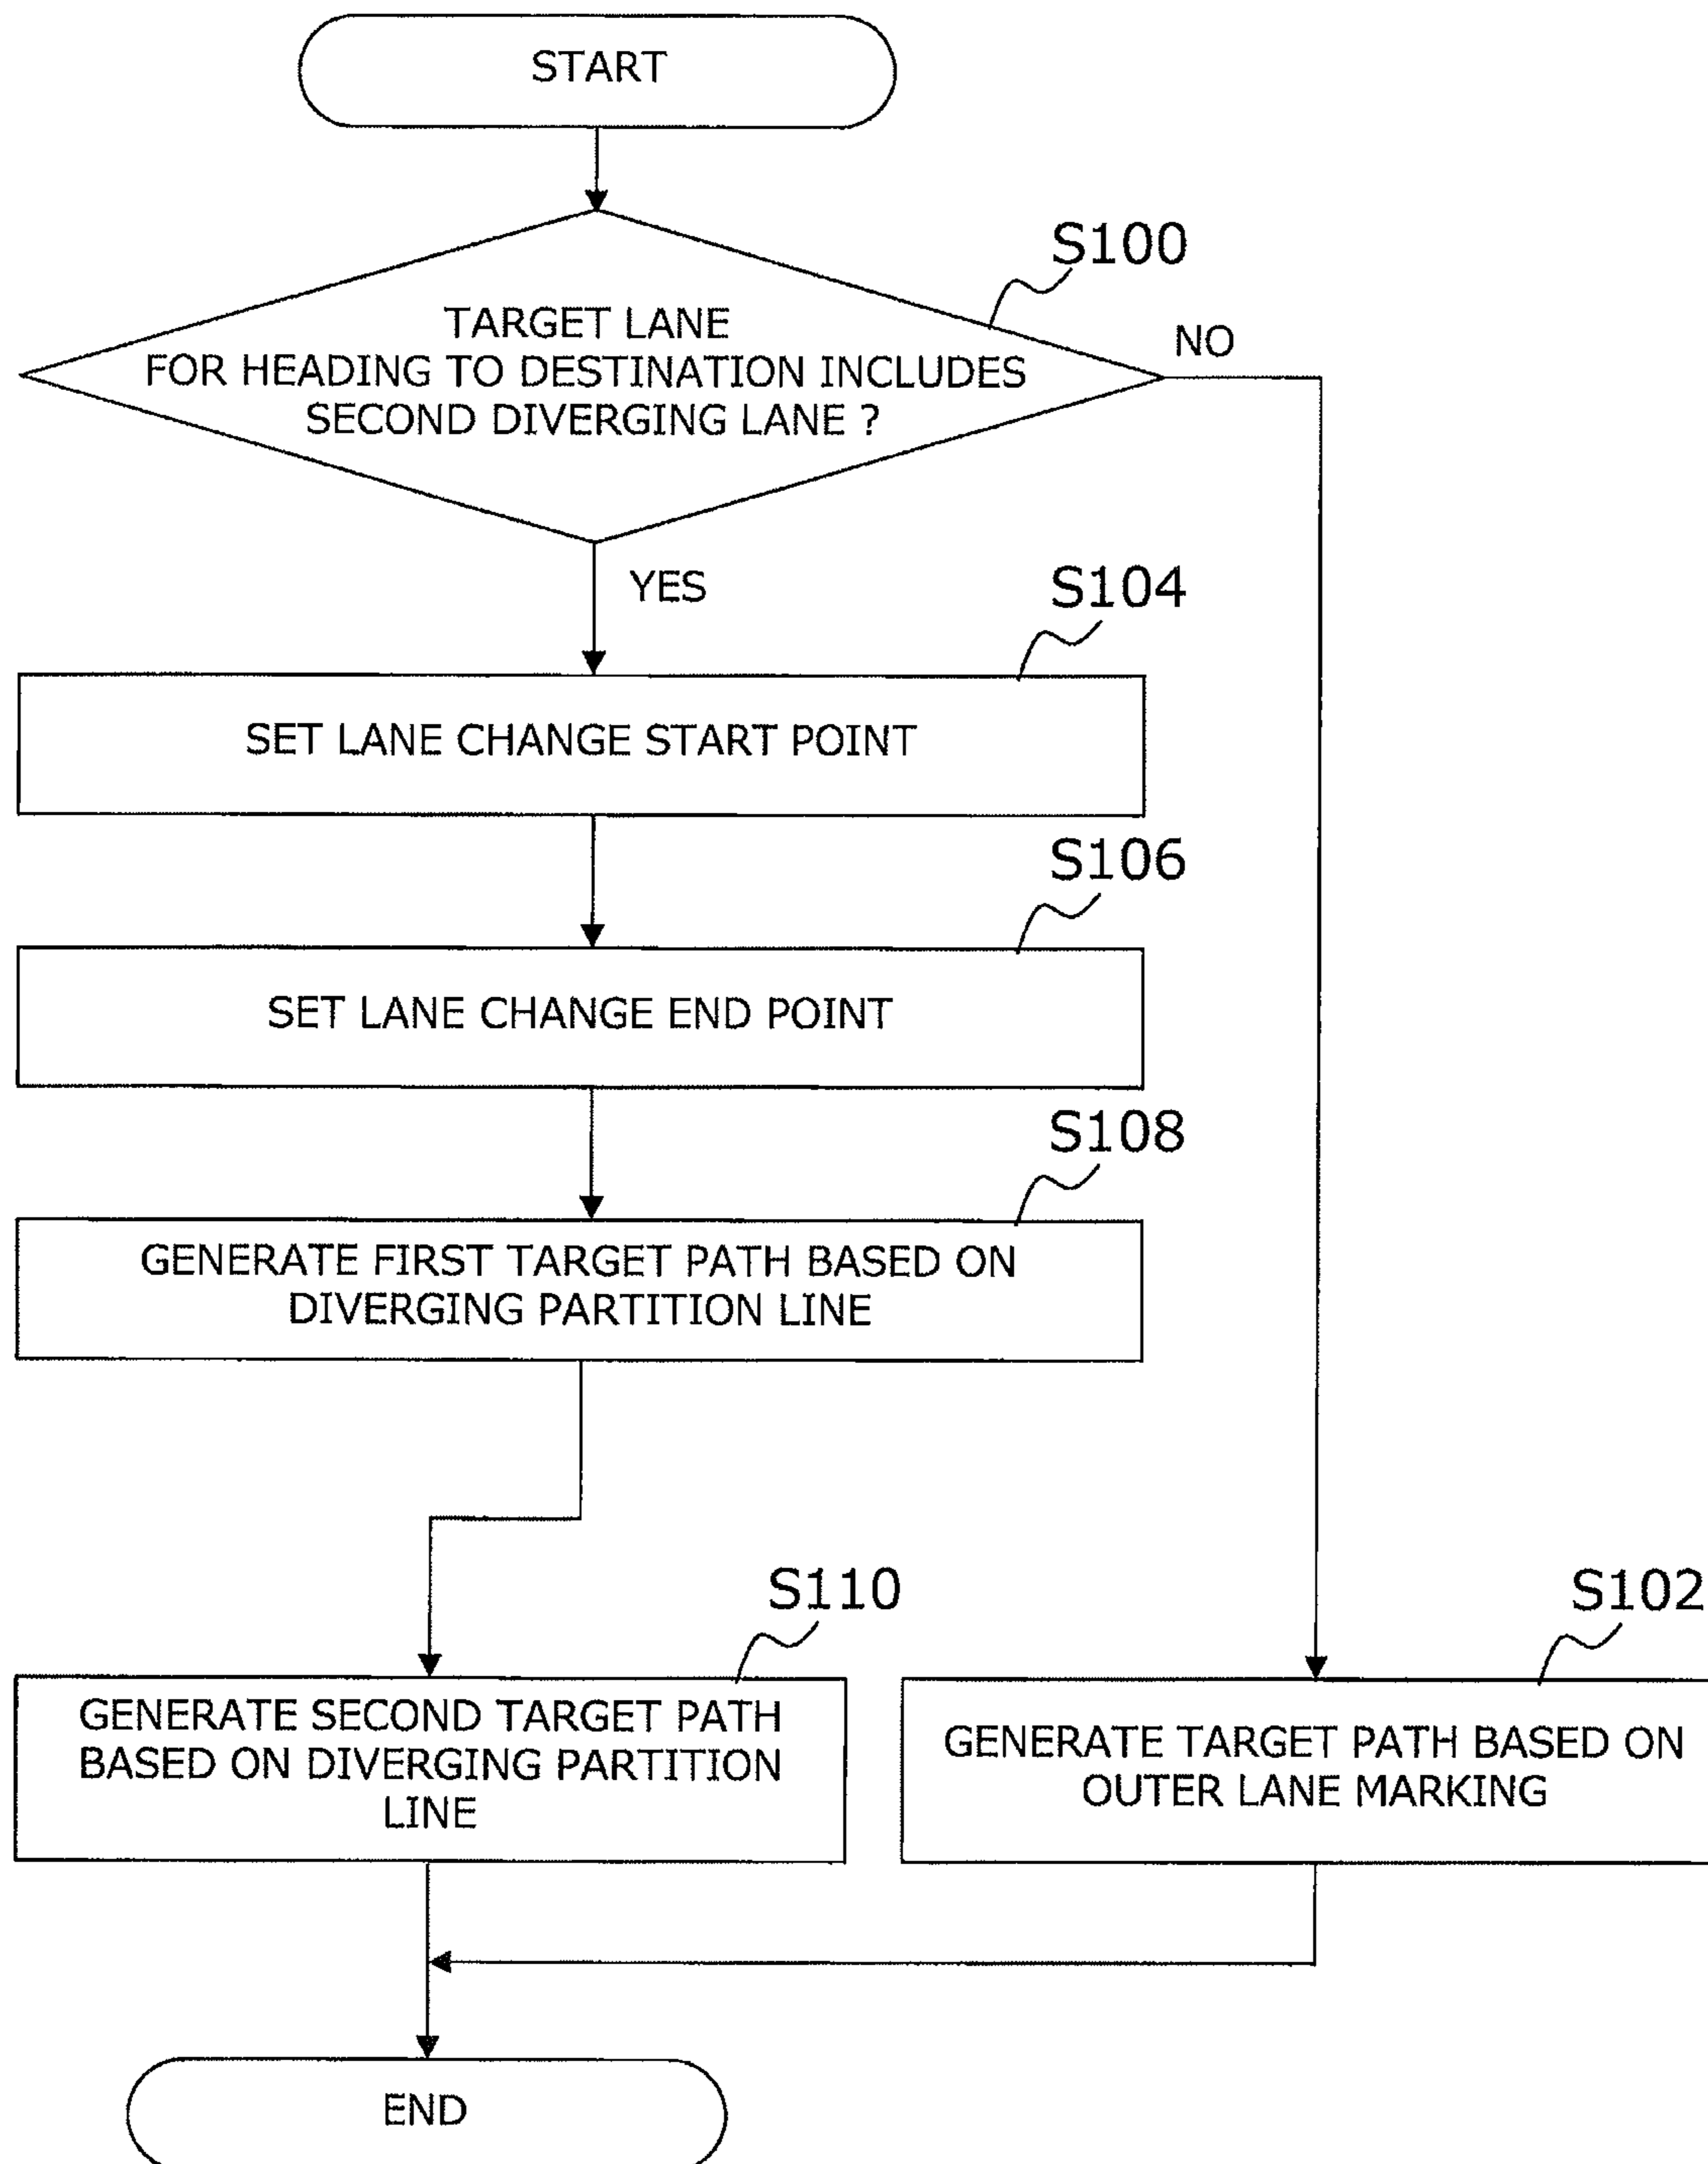 START
S100
TARGET LANE
FOR HEADING TO DESTINATION INCLUDES
SECOND DIVERGING LANE ?
NO
YES
S104
SET LANE CHANGE START POINT
S106
SET LANE CHANGE END POINT
S108
GENERATE FIRST TARGET PATH BASED ON
DIVERGING PARTITION LINE
S110
GENERATE SECOND TARGET PATH
BASED ON DIVERGING PARTITION
LINE
S102
GENERATE TARGET PATH BASED ON
OUTER LANE MARKING
END